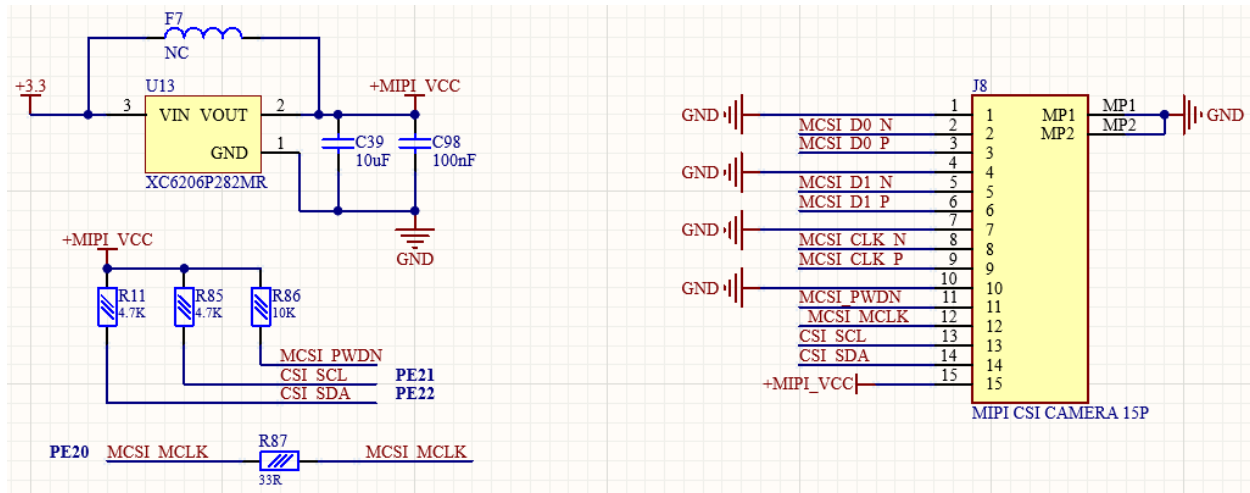 F7
NC
+3.3
U13
+MIPI_VCC
3 VIN VOUT 2
GND 1
XC6206P282MR
C39
10uF
C98
100nF
GND
+MIPI_VCC
R11
4.7K
R85
4.7K
R86
10K
MCSI_PWDN
CSI_SCL PE21
CSI_SDA PE22
PE20 MCSI_MCLK R87 MCSI_MCLK
33R
J8
GND 1 1 MP1 MP1 GND
MCSI_D0_N 2 2 MP2 MP2
MCSI_D0_P 3 3
GND 4 4
MCSI_D1_N 5 5
MCSI_D1_P 6 6
GND 7 7
MCSI_CLK_N 8 8
MCSI_CLK_P 9 9
GND 10 10
MCSI_PWDN 11 11
MCSI_MCLK 12 12
CSI_SCL 13 13
CSI_SDA 14 14
+MIPI_VCC 15 15
MIPI CSI CAMERA 15P